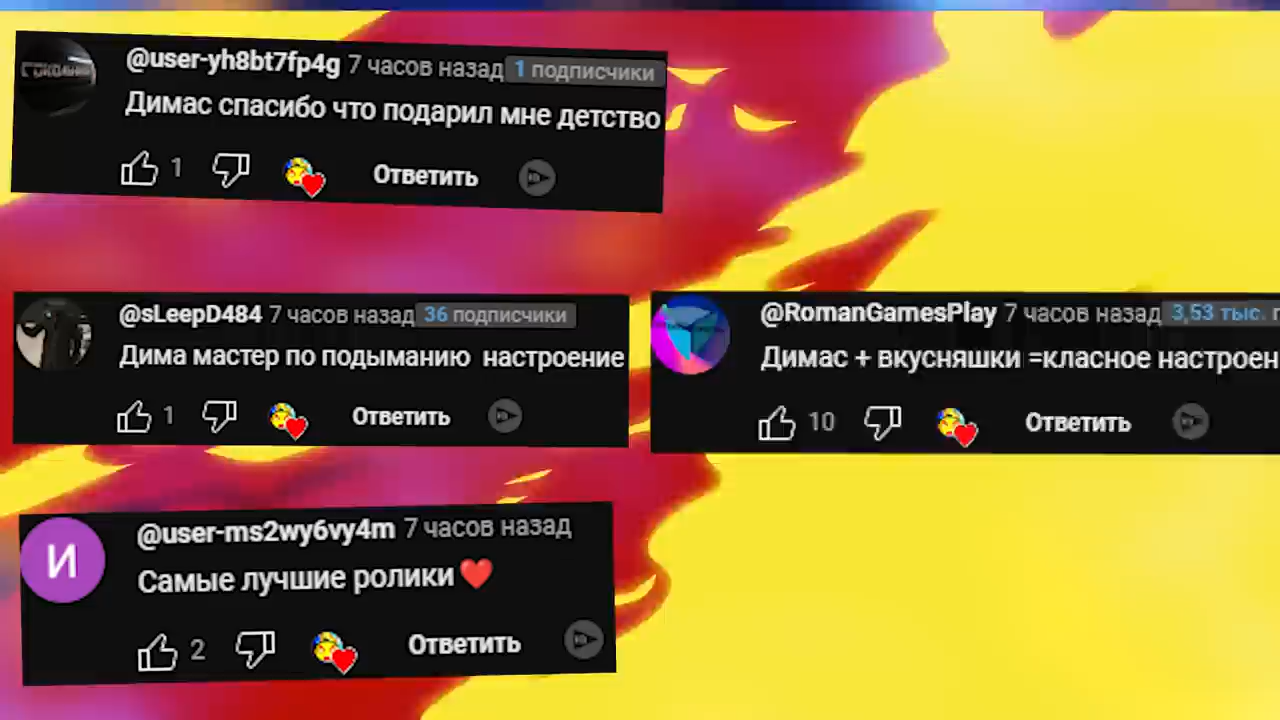 @user-yh8bt7fp4g 7 часов назад 1 подписчики
Димас спасибо что подарил мне детство
1 Ответить
@sLeepD484 7 часов назад 36 подписчики
Дима мастер по подыманию настроение
1 Ответить
@RomanGamesPlay 7 часов назад 3,53 тыс.
Димас + вкусняшки =класное настроен
10 Ответить
И
@user-ms2wy6vy4m 7 часов назад
Самые лучшие ролики ❤️
2 Ответить